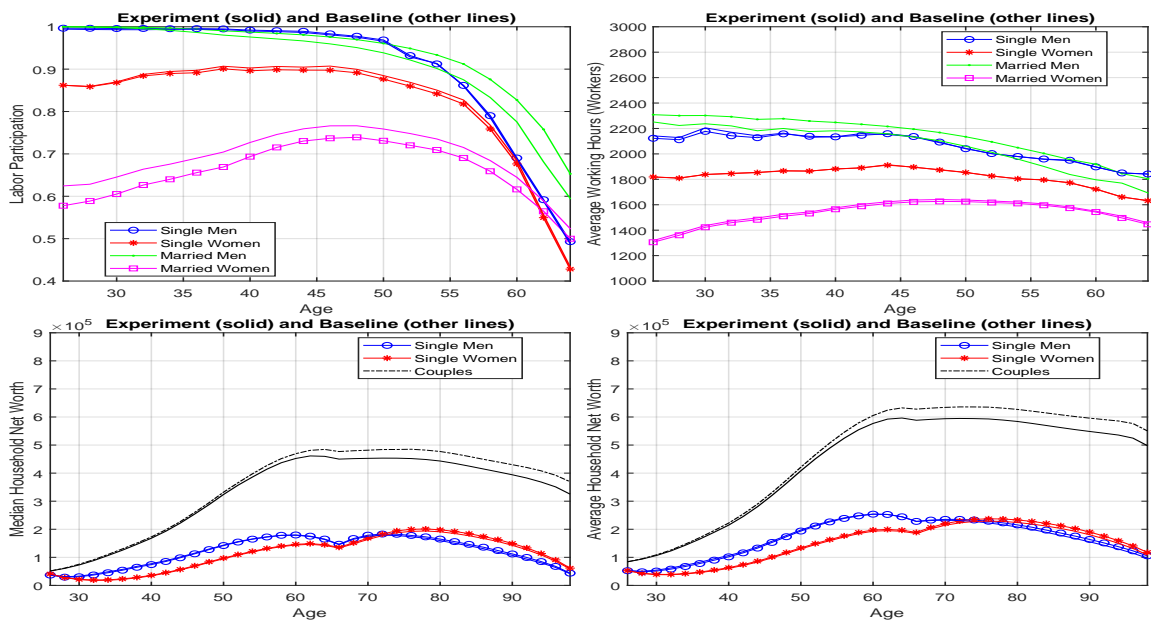 Experiment (solid) and Baseline (other lines)
Labor Participation
1
0.9
0.8
0.7
0.6
0.5
0.4
Single Men
Single Women
Married Men
Married Women
30 35 40 45 50 55 60
Age
Experiment (solid) and Baseline (other lines)
Average Working Hours (Workers)
3000
2800
2600
2400
2200
2000
1800
1600
1400
1200
1000
Single Men
Single Women
Married Men
Married Women
30 35 40 45 50 55 60
Age
×10⁵ Experiment (solid) and Baseline (other lines)
Median Household Net Worth
9
8
7
6
5
4
3
2
1
0
Single Men
Single Women
Couples
30 40 50 60 70 80 90
Age
×10⁵ Experiment (solid) and Baseline (other lines)
Average Household Net Worth
9
8
7
6
5
4
3
2
1
0
Single Men
Single Women
Couples
30 40 50 60 70 80 90
Age